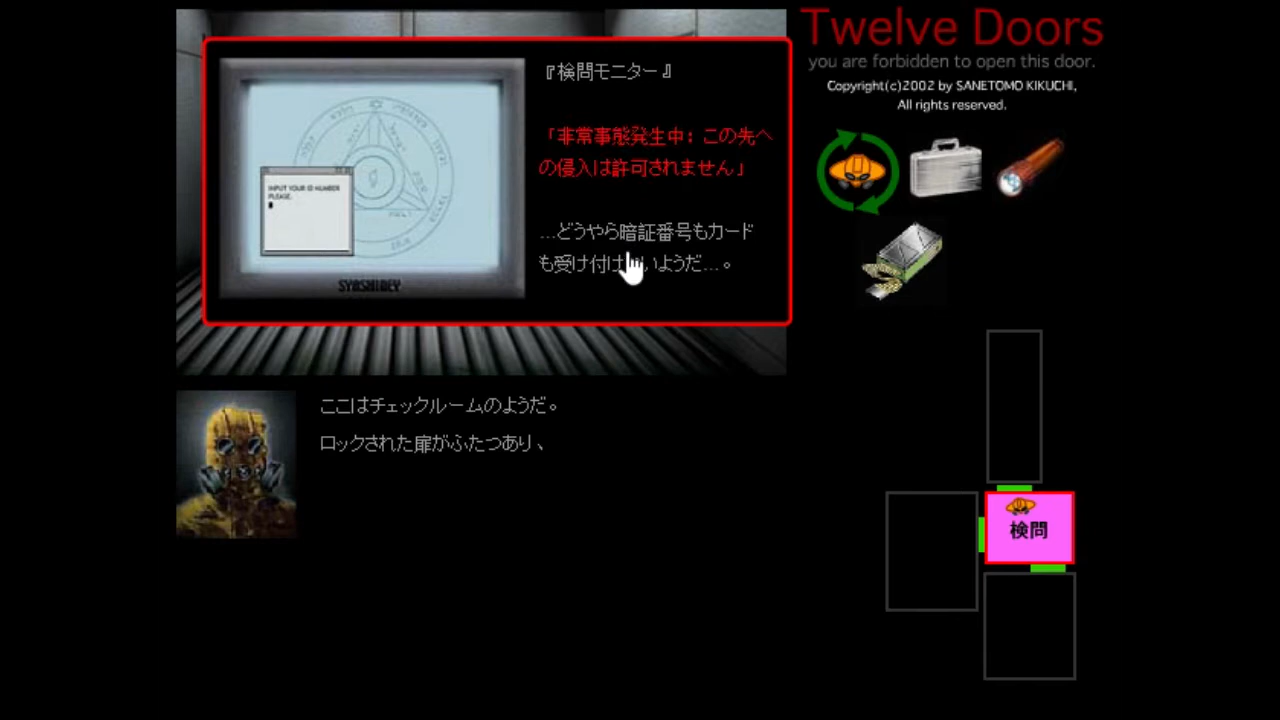 Twelve Doors
you are forbidden to open this door.
Copyright(c)2002 by SANETOMO KIKUCHI,
All rights reserved.
『検問モニター』
「非常事態発生中：この先へ
の侵入は許可されません」
…どうやら暗証番号もカード
も受け付け いようだ…。
INPUT YOUR ID NUMBER
PLEASE.
ここはチェックルームのようだ。
ロックされた扉がふたつあり、
検問